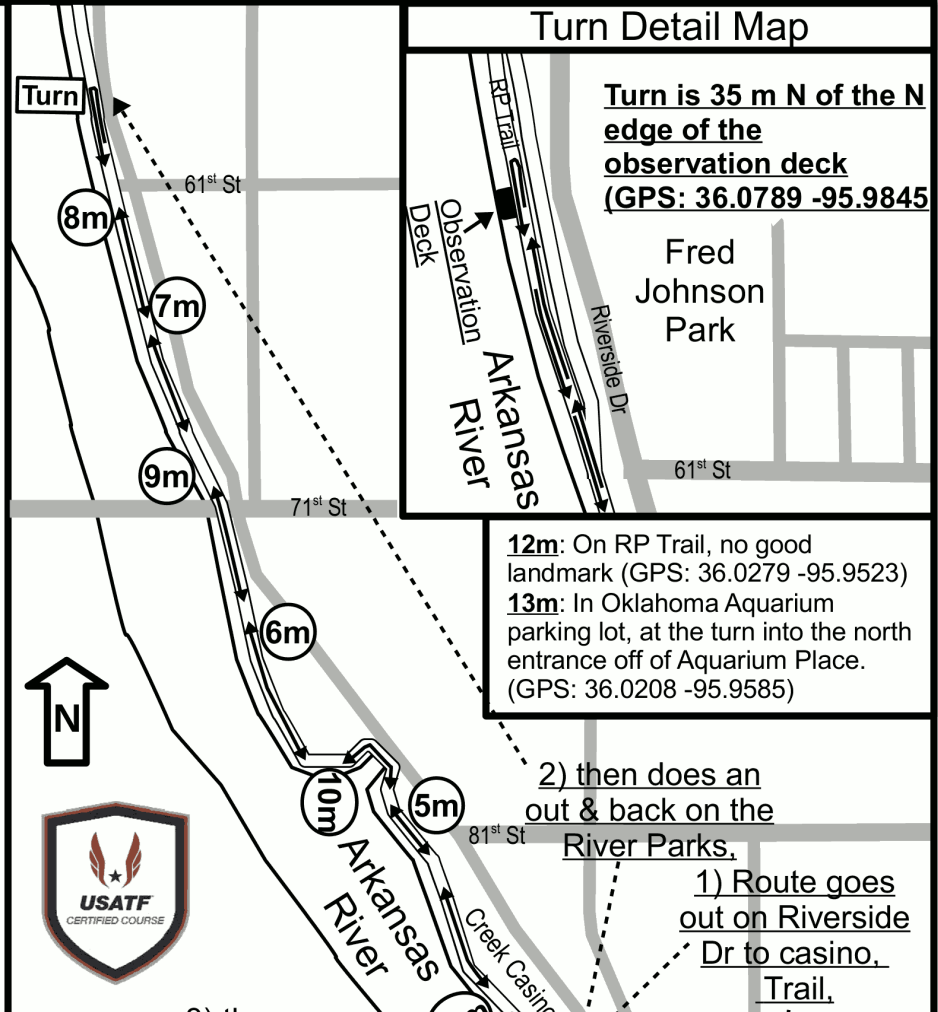 Turn Detail Map
Turn
RP Trail
Turn is 35 m N of the N
edge of the
observation deck
(GPS: 36.0789 -95.9845
61st St
8m
Observation
Deck
Fred
Johnson
Park
7m
Riverside Dr
Arkansas
River
9m
61st St
71st St
12m: On RP Trail, no good
landmark (GPS: 36.0279 -95.9523)
13m: In Oklahoma Aquarium
parking lot, at the turn into the north
entrance off of Aquarium Place.
(GPS: 36.0208 -95.9585)
6m
N
2) then does an
out & back on the
River Parks,
10m
5m
81st St
USATF
CERTIFIED COURSE
Arkansas
River
1) Route goes
out on Riverside
Dr to casino,
Trail,
Creek Casino